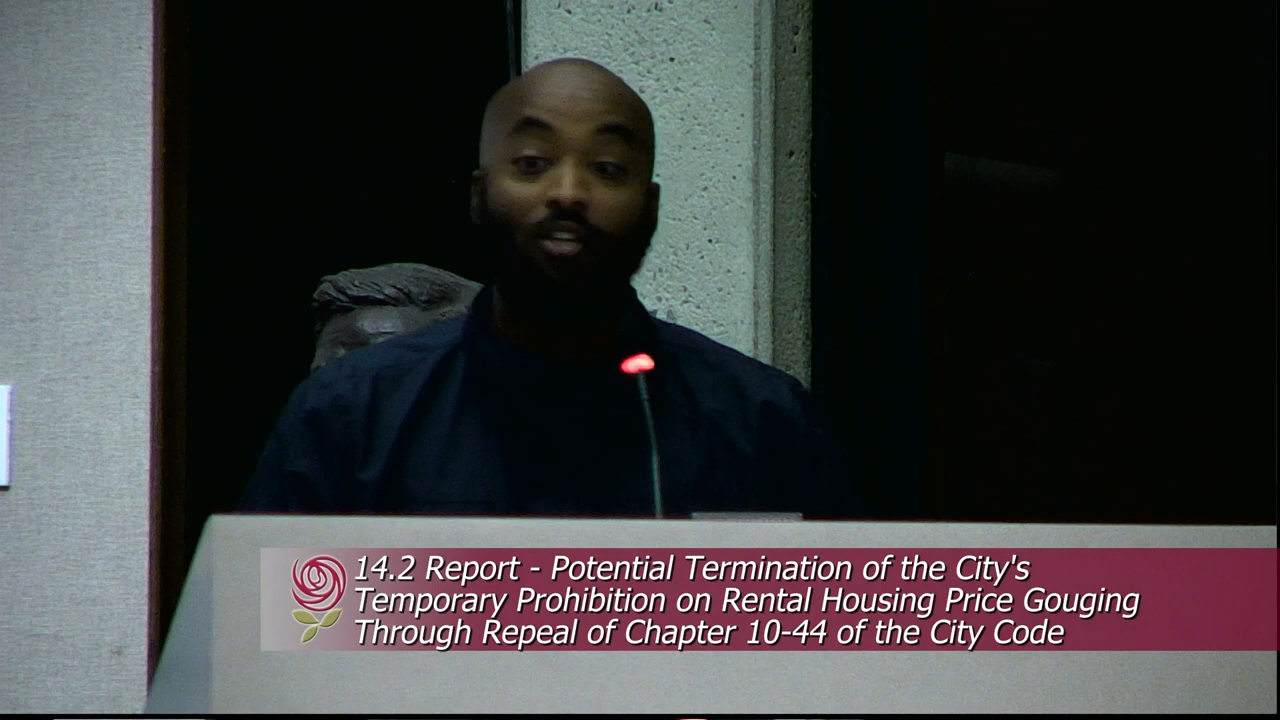 14.2 Report - Potential Termination of the City's
Temporary Prohibition on Rental Housing Price Gouging
Through Repeal of Chapter 10-44 of the City Code